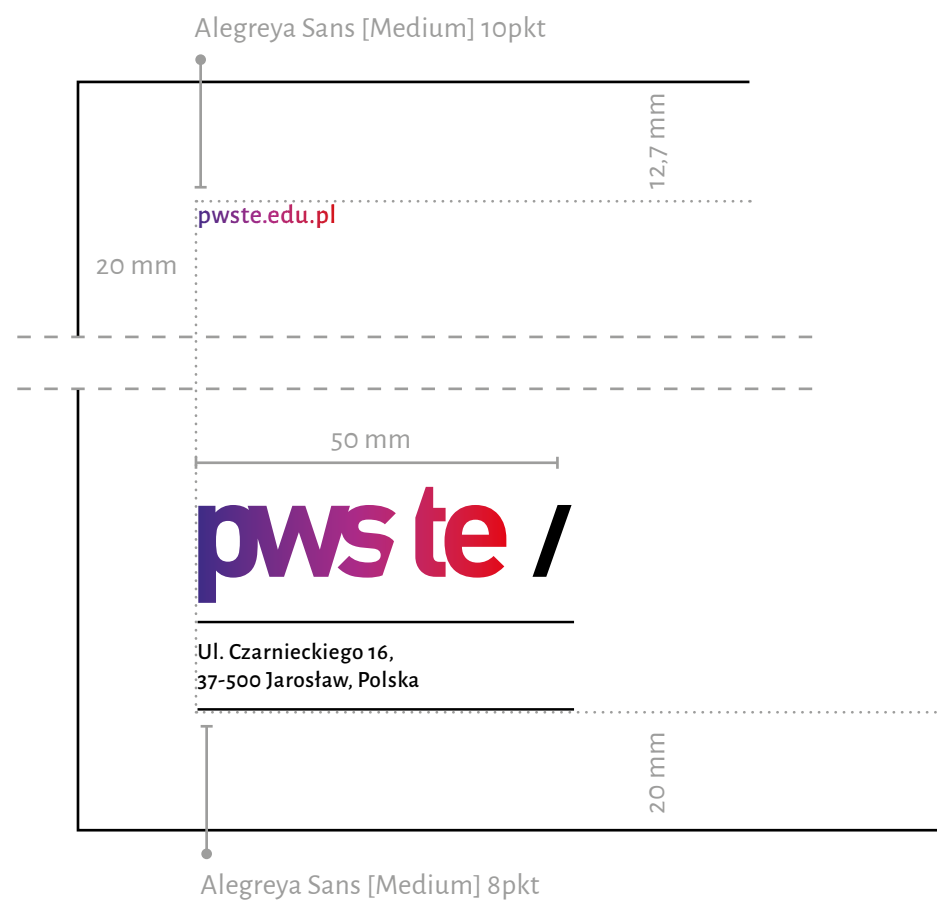 Alegreya Sans [Medium] 10pkt
12,7 mm
pwste.edu.pl
20 mm
50 mm
pwste /
Ul. Czarnieckiego 16,
37-500 Jarosław, Polska
20 mm
Alegreya Sans [Medium] 8pkt